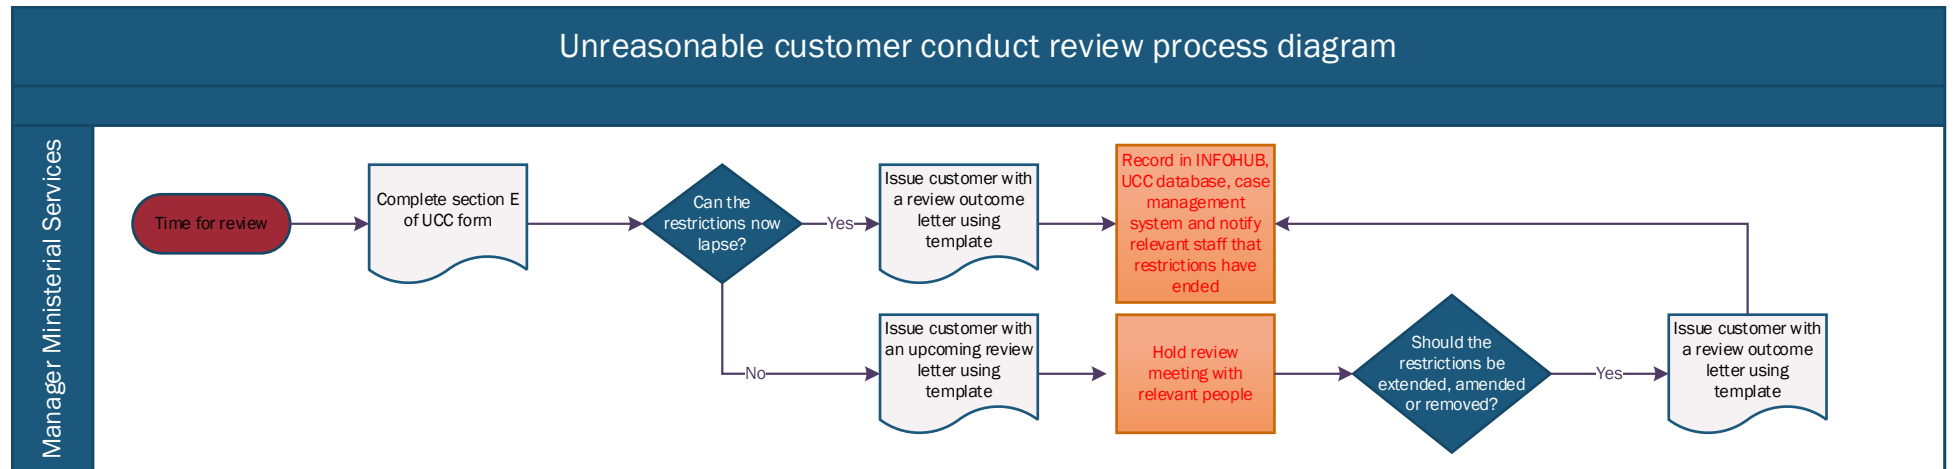 Unreasonable customer conduct review process diagram
Manager Ministerial Services
Time for review
Complete section E
of UCC form
Can the
restrictions now
lapse?
Yes
Issue customer with
a review outcome
letter using
template
Record in INFOHUB,
UCC database, case
management
system and notify
relevant staff that
restrictions have
ended
No
Issue customer with
an upcoming review
letter using
template
Hold review
meeting with
relevant people
Should the
restrictions be
extended, amended
or removed?
Yes
Issue customer with
a review outcome
letter using
template